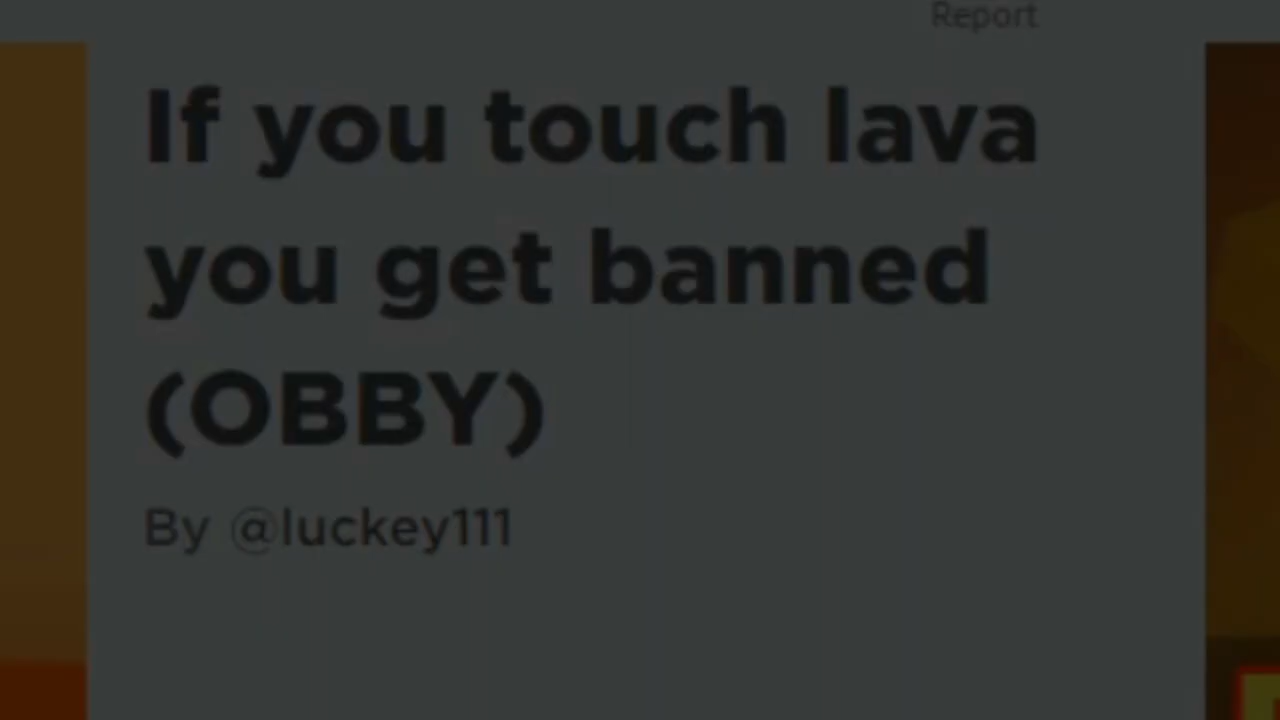 Report
If you touch lava
you get banned
(OBBY)
By @luckey111